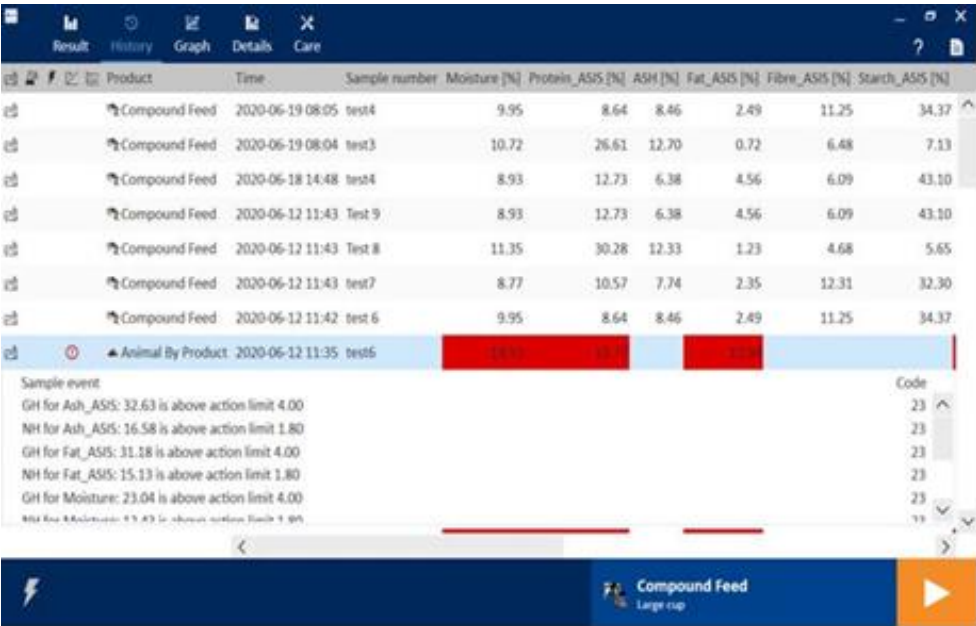 Result History Graph Details Care
?
Product Time Sample number Moisture [%] Protein_ASIS [%] ASH [%] Fat_ASIS [%] Fibre_ASIS [%] Starch_ASIS [%]
Compound Feed 2020-06-19 08:05 test4 9.95 8.64 8.46 2.49 11.25 34.37
Compound Feed 2020-06-19 08:04 test3 10.72 26.61 12.70 0.72 6.48 7.13
Compound Feed 2020-06-18 14:48 test4 8.93 12.73 6.38 4.56 6.09 43.10
Compound Feed 2020-06-12 11:43 Test 9 8.93 12.73 6.38 4.56 6.09 43.10
Compound Feed 2020-06-12 11:43 Test 8 11.35 30.28 12.33 1.23 4.68 5.65
Compound Feed 2020-06-12 11:43 test7 8.77 10.57 7.74 2.35 12.31 32.30
Compound Feed 2020-06-12 11:42 test 6 9.95 8.64 8.46 2.49 11.25 34.37
Animal By Product 2020-06-12 11:35 test6
Sample event Code
GH for Ash_ASIS: 32.63 is above action limit 4.00 23
NH for Ash_ASIS: 16.58 is above action limit 1.80 23
GH for Fat_ASIS: 31.18 is above action limit 4.00 23
NH for Fat_ASIS: 15.13 is above action limit 1.80 23
GH for Moisture: 23.04 is above action limit 4.00 23
NH for Moisture: 12.42 is above action limit 1.80 23
Compound Feed
Large cup